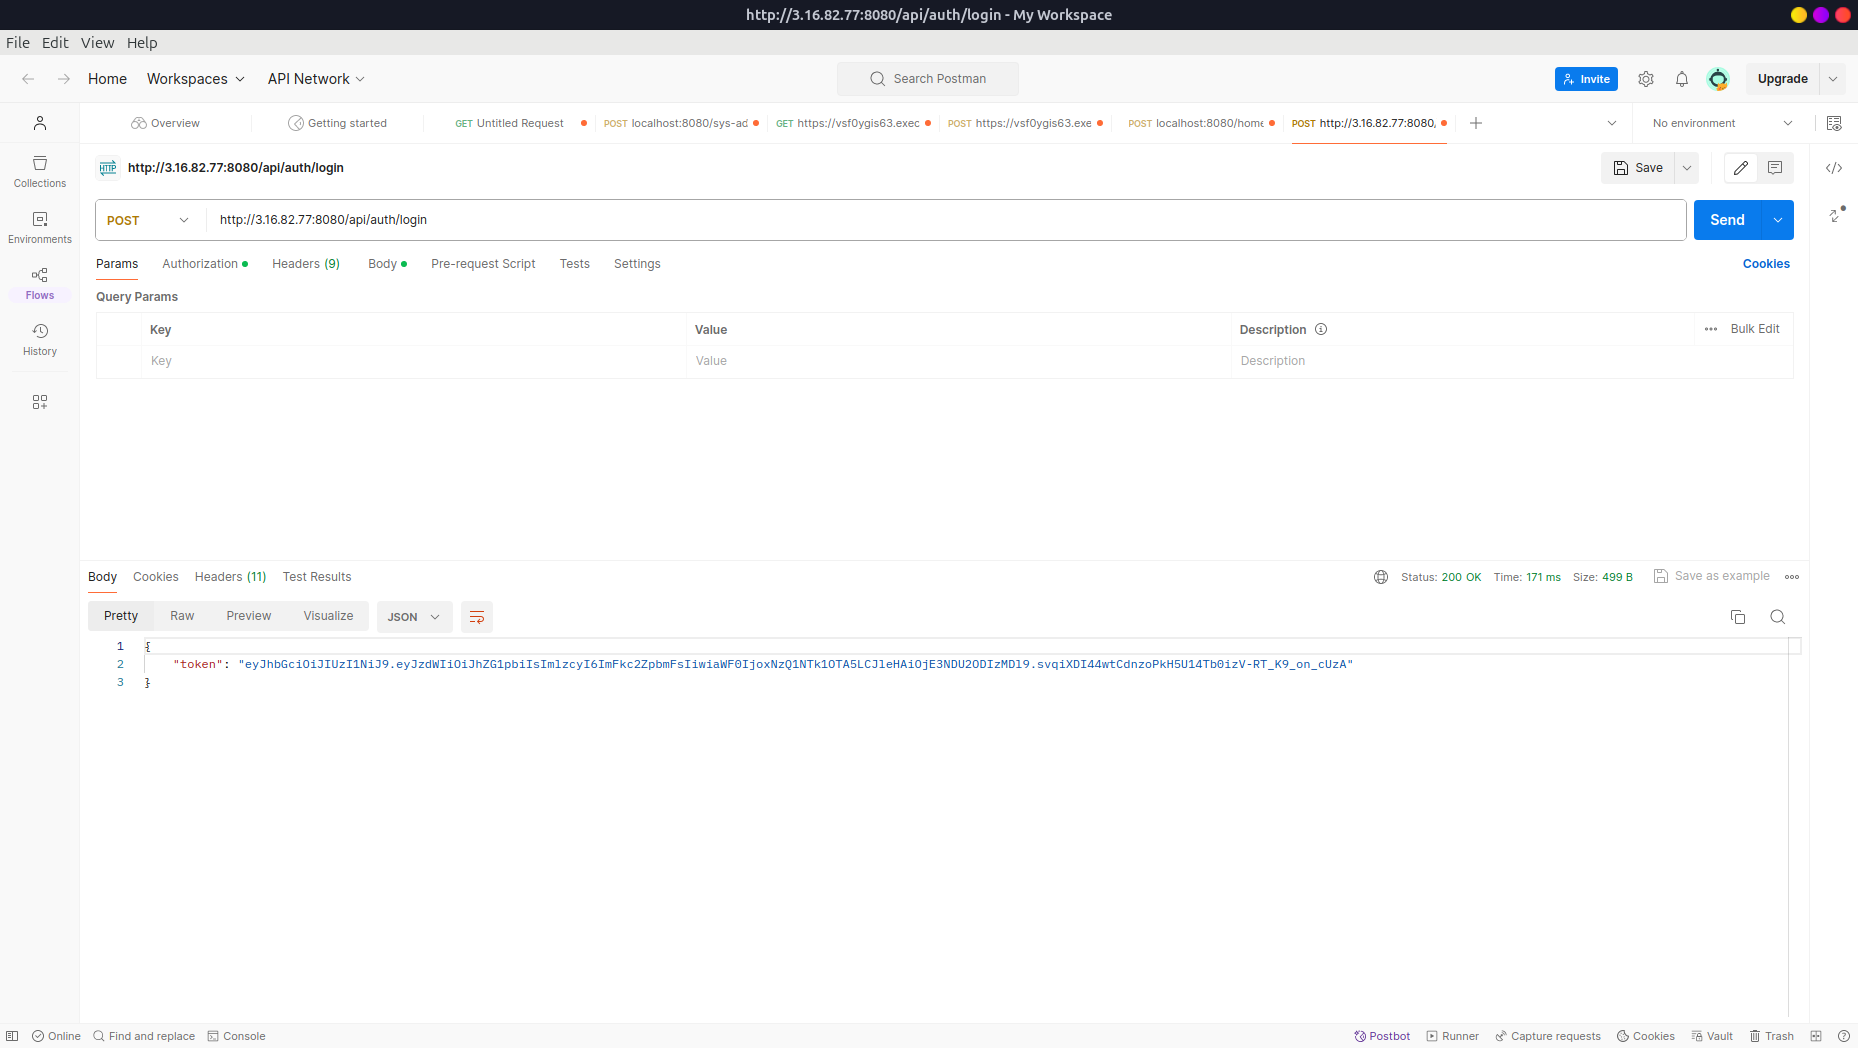 http://3.16.82.77:8080/api/auth/login - My Workspace
File Edit View Help
Home Workspaces API Network Search Postman Invite Upgrade
Overview Getting started GET Untitled Request POST localhost:8080/sys-ad GET https://vsf0ygis63.exec POST https://vsf0ygis63.exe POST localhost:8080/home POST http://3.16.82.77:8080/ No environment
HTTP http://3.16.82.77:8080/api/auth/login Save
Collections
POST http://3.16.82.77:8080/api/auth/login Send
Environments
Params Authorization Headers (9) Body Pre-request Script Tests Settings Cookies
Flows
Query Params
Key Value Description Bulk Edit
History
Key Value Description
Body Cookies Headers (11) Test Results Status: 200 OK Time: 171 ms Size: 499 B Save as example
Pretty Raw Preview Visualize JSON
1 {
2 "token": "eyJhbGciOiJIUzI1NiJ9.eyJzdWIiOiJhZG1pbiIsImlzcyI6ImFkc2ZpbmFsIiwiaWF0IjoxNzQ1NTk1OTA5LCJleHAiOjE3NDU2ODIzMDl9.svqiXDI44wtCdnzoPkH5U14Tb0izV-RT_K9_on_cUzA"
3 }
Online Find and replace Console Postbot Runner Capture requests Cookies Vault Trash